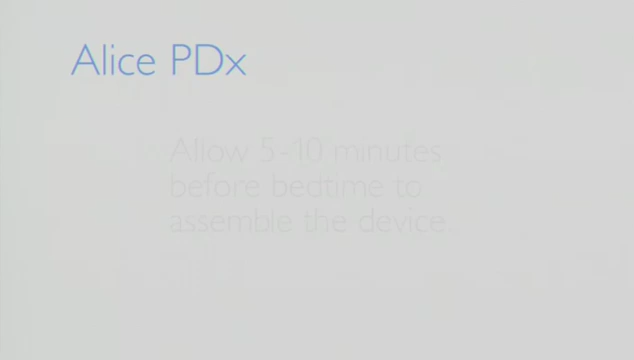 Alice PDx
Allow 5-10 minutes
before bedtime to
assemble the device.